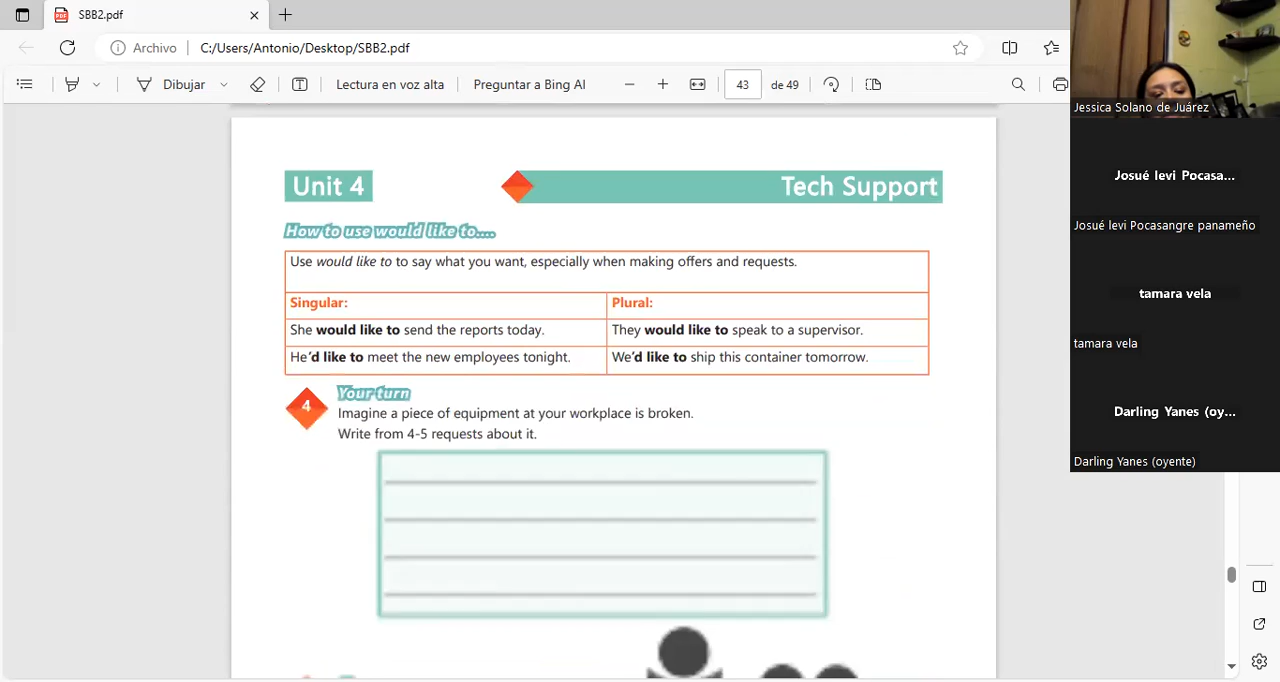 SBB2.pdf
Archivo
C:/Users/Antonio/Desktop/SBB2.pdf
Dibujar
Lectura en voz alta
Preguntar a Bing AI
43
de 49
Unit 4
Tech Support
How to use would like to....
Use would like to to say what you want, especially when making offers and requests.
Singular:
Plural:
She would like to send the reports today.
They would like to speak to a supervisor.
He'd like to meet the new employees tonight.
We'd like to ship this container tomorrow.
4
Your turn
Imagine a piece of equipment at your workplace is broken.
Write from 4-5 requests about it.
Jessica Solano de Juárez
Josué levi Pocasa...
Josué levi Pocasangre panameño
tamara vela
tamara vela
Darling Yanes (oy...
Darling Yanes (oyente)